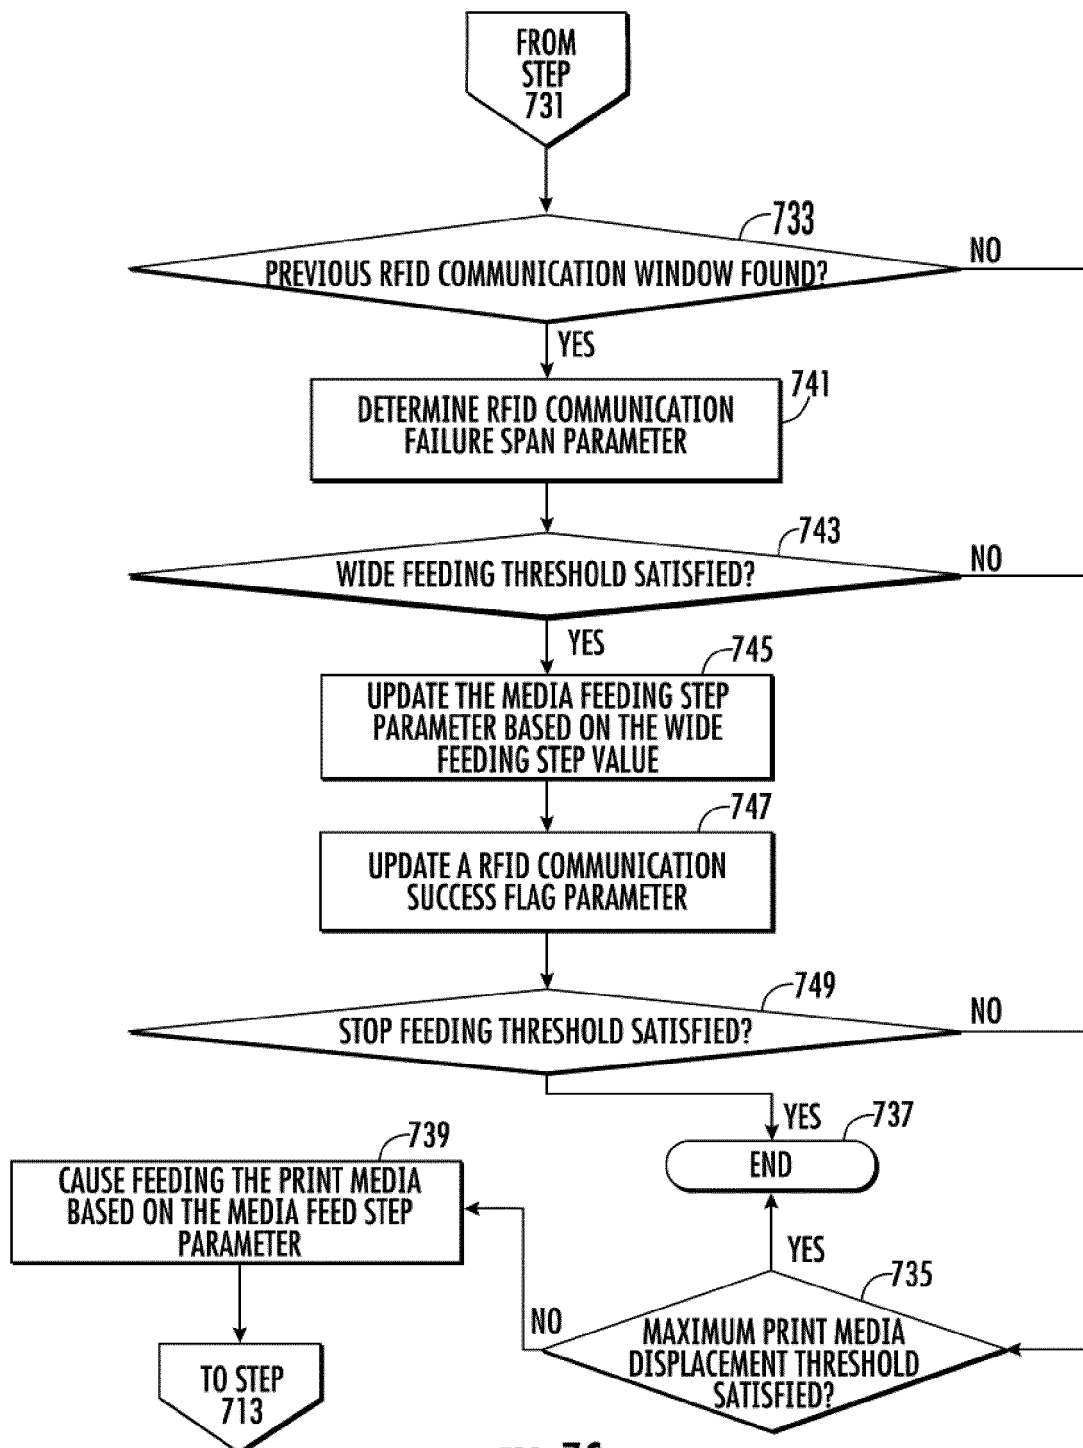 FROM
STEP
731
733
NO
PREVIOUS RFID COMMUNICATION WINDOW FOUND?
YES
741
DETERMINE RFID COMMUNICATION
FAILURE SPAN PARAMETER
743
NO
WIDE FEEDING THRESHOLD SATISFIED?
YES
745
UPDATE THE MEDIA FEEDING STEP
PARAMETER BASED ON THE WIDE
FEEDING STEP VALUE
747
UPDATE A RFID COMMUNICATION
SUCCESS FLAG PARAMETER
749
NO
STOP FEEDING THRESHOLD SATISFIED?
YES
737
END
739
CAUSE FEEDING THE PRINT MEDIA
BASED ON THE MEDIA FEED STEP
PARAMETER
YES
735
NO
MAXIMUM PRINT MEDIA
DISPLACEMENT THRESHOLD
SATISFIED?
TO STEP
713